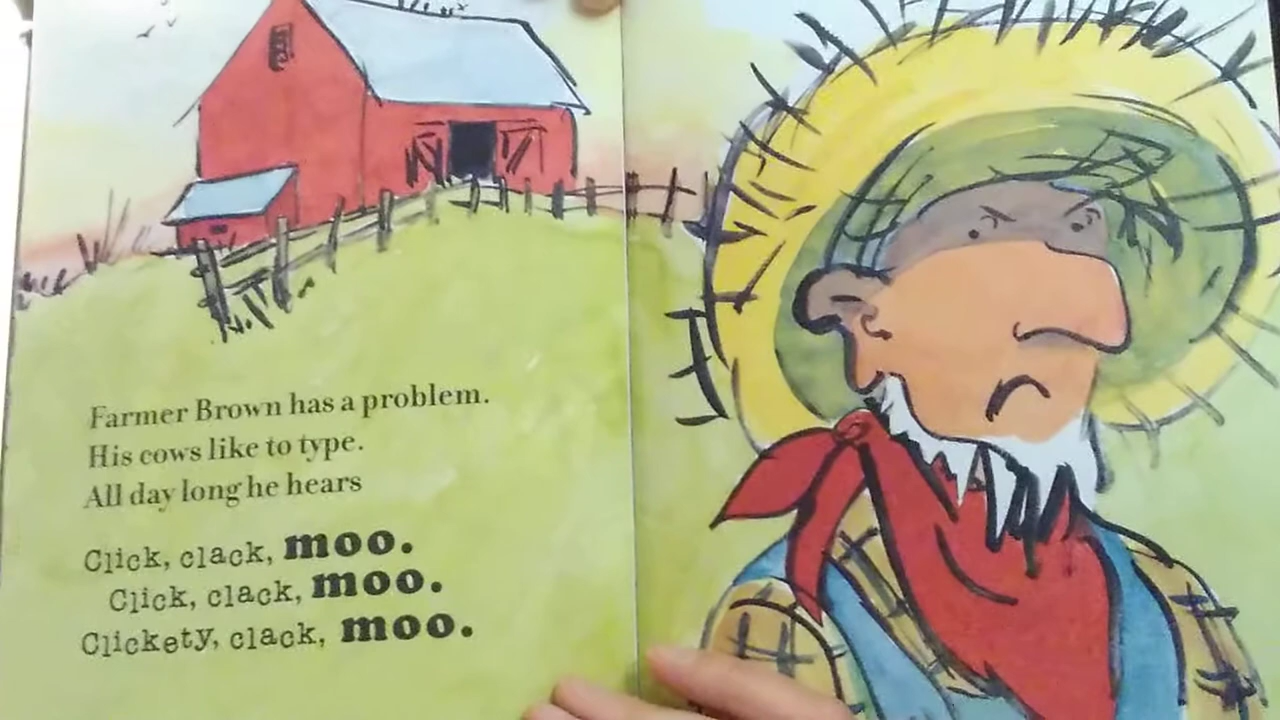 Farmer Brown has a problem.
His cows like to type.
All day long he hears
Click, clack, moo.
Click, clack, moo.
Clickety, clack, moo.